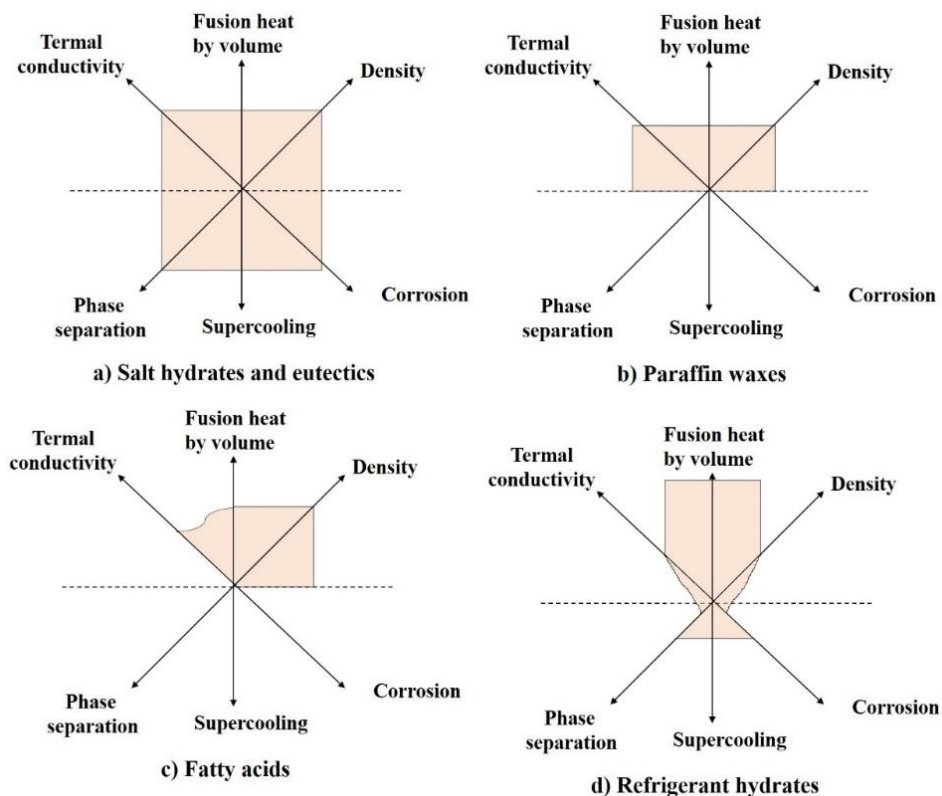 Fusion heat
by volume
Termal
conductivity
Density
Phase
separation
Supercooling
Corrosion
a) Salt hydrates and eutectics
Fusion heat
by volume
Termal
conductivity
Density
Phase
separation
Supercooling
Corrosion
b) Paraffin waxes
Fusion heat
by volume
Termal
conductivity
Density
Phase
separation
Supercooling
Corrosion
c) Fatty acids
Fusion heat
by volume
Termal
conductivity
Density
Phase
separation
Supercooling
Corrosion
d) Refrigerant hydrates